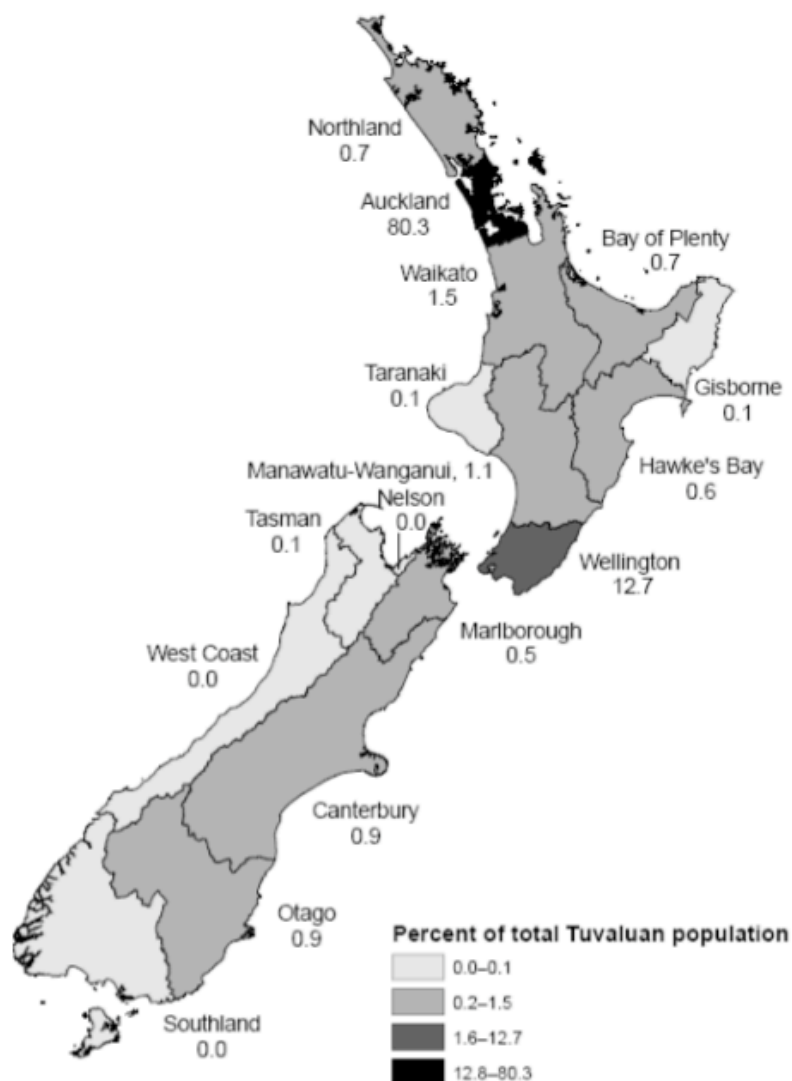 Northland
0.7
Auckland
80.3
Bay of Plenty
0.7
Waikato
1.5
Taranaki
0.1
Gisborne
0.1
Hawke's Bay
0.6
Manawatu-Wanganui, 1.1
Nelson
0.0
Tasman
0.1
Wellington
12.7
Marlborough
0.5
West Coast
0.0
Canterbury
0.9
Otago
0.9
Southland
0.0
Percent of total Tuvaluan population
0.0–0.1
0.2–1.5
1.6–12.7
12.8–80.3